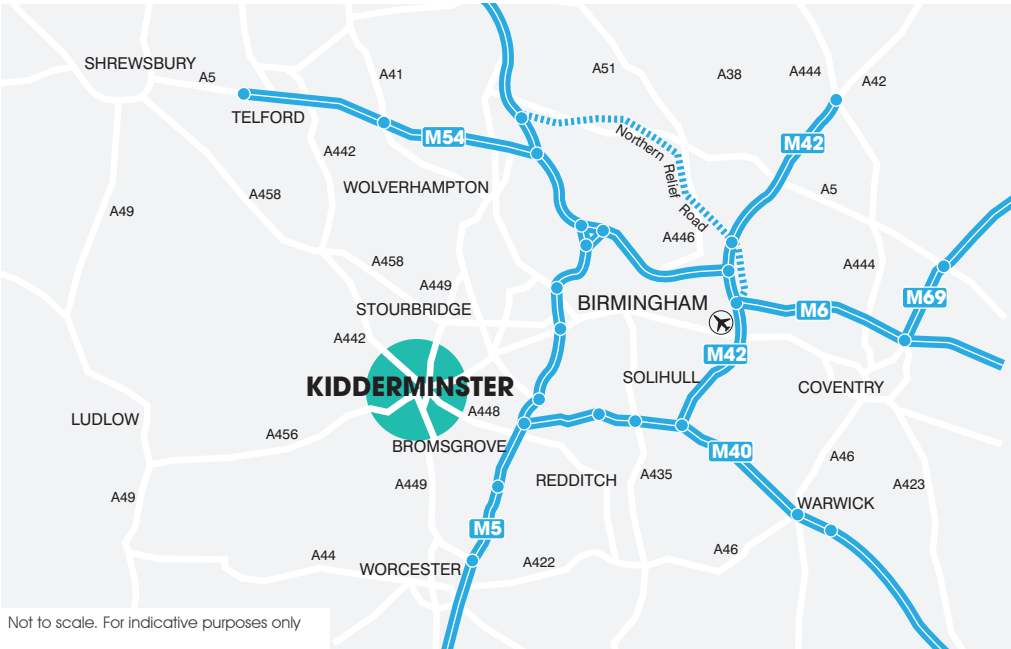 SHREWSBURY
A5
A41
A51
A38
A444
A42
TELFORD
M54
Northern Relief Road
M42
A442
WOLVERHAMPTON
A458
A5
A49
A446
A458
A444
A449
STOURBRIDGE
BIRMINGHAM
M6
M69
A442
M42
KIDDERMINSTER
SOLIHULL
COVENTRY
LUDLOW
A448
A456
BROMSGROVE
M40
A46
A49
A449
REDDITCH
A435
A423
WARWICK
M5
A44
WORCESTER
A422
A46
Not to scale. For indicative purposes only